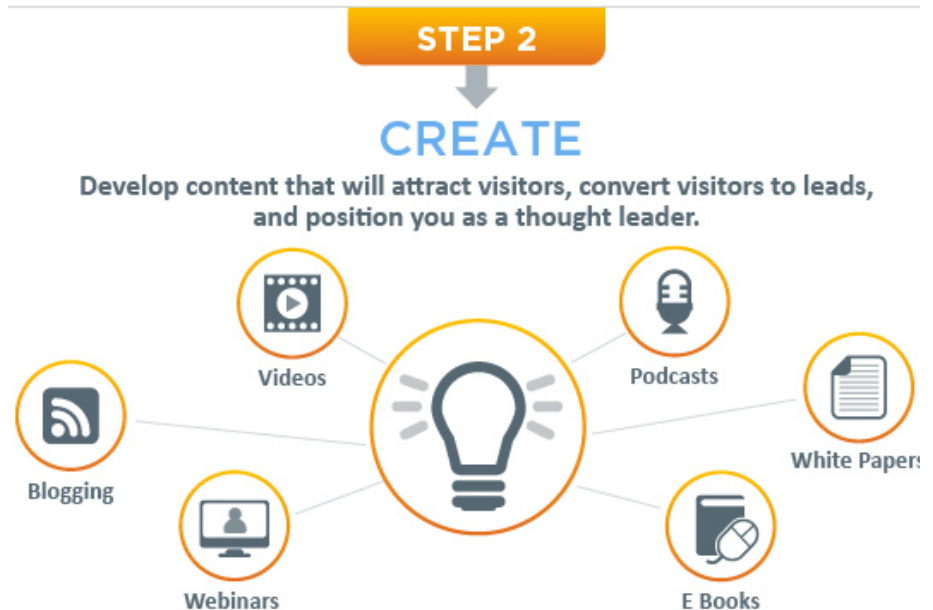 STEP 2
CREATE
Develop content that will attract visitors, convert visitors to leads,
and position you as a thought leader.
Videos
Podcasts
White Papers
Blogging
Webinars
E Books